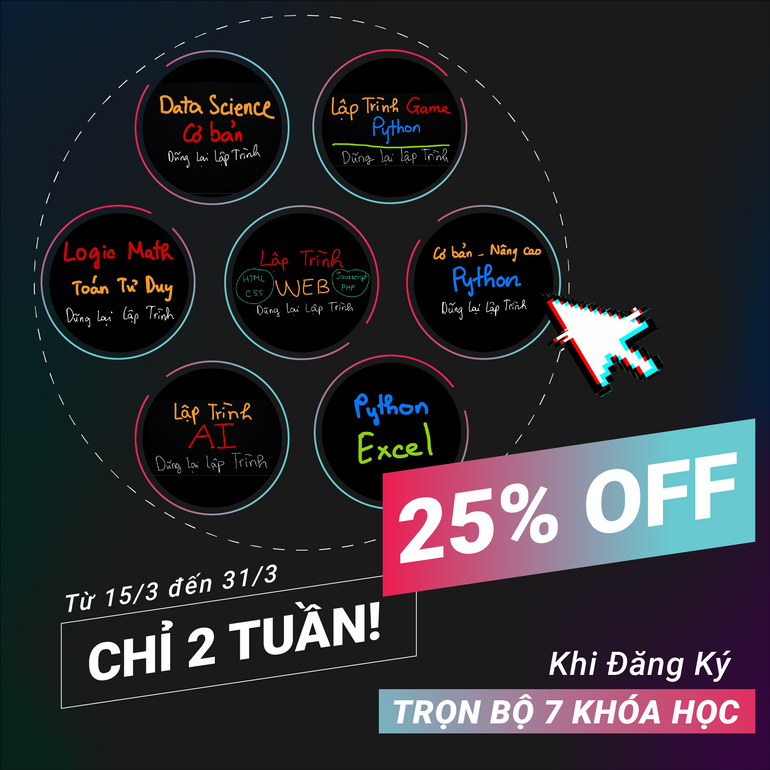 Data Science
Cơ bản
Dũng Lại Lập Trình
Lập Trình Game
Python
Dũng Lại Lập Trình
Logic Math
Toán Tư Duy
Dũng Lại Lập Trình
Lập Trình
HTML
CSS
WEB
Javascript
PHP
Dũng Lại Lập Trình
Cơ bản - Nâng cao
Python
Dũng Lại Lập Trình
Lập Trình
AI
Dũng Lại Lập Trình
Python
Excel
25% OFF
Từ 15/3 đến 31/3
CHỈ 2 TUẦN!
Khi Đăng Ký
TRỌN BỘ 7 KHÓA HỌC